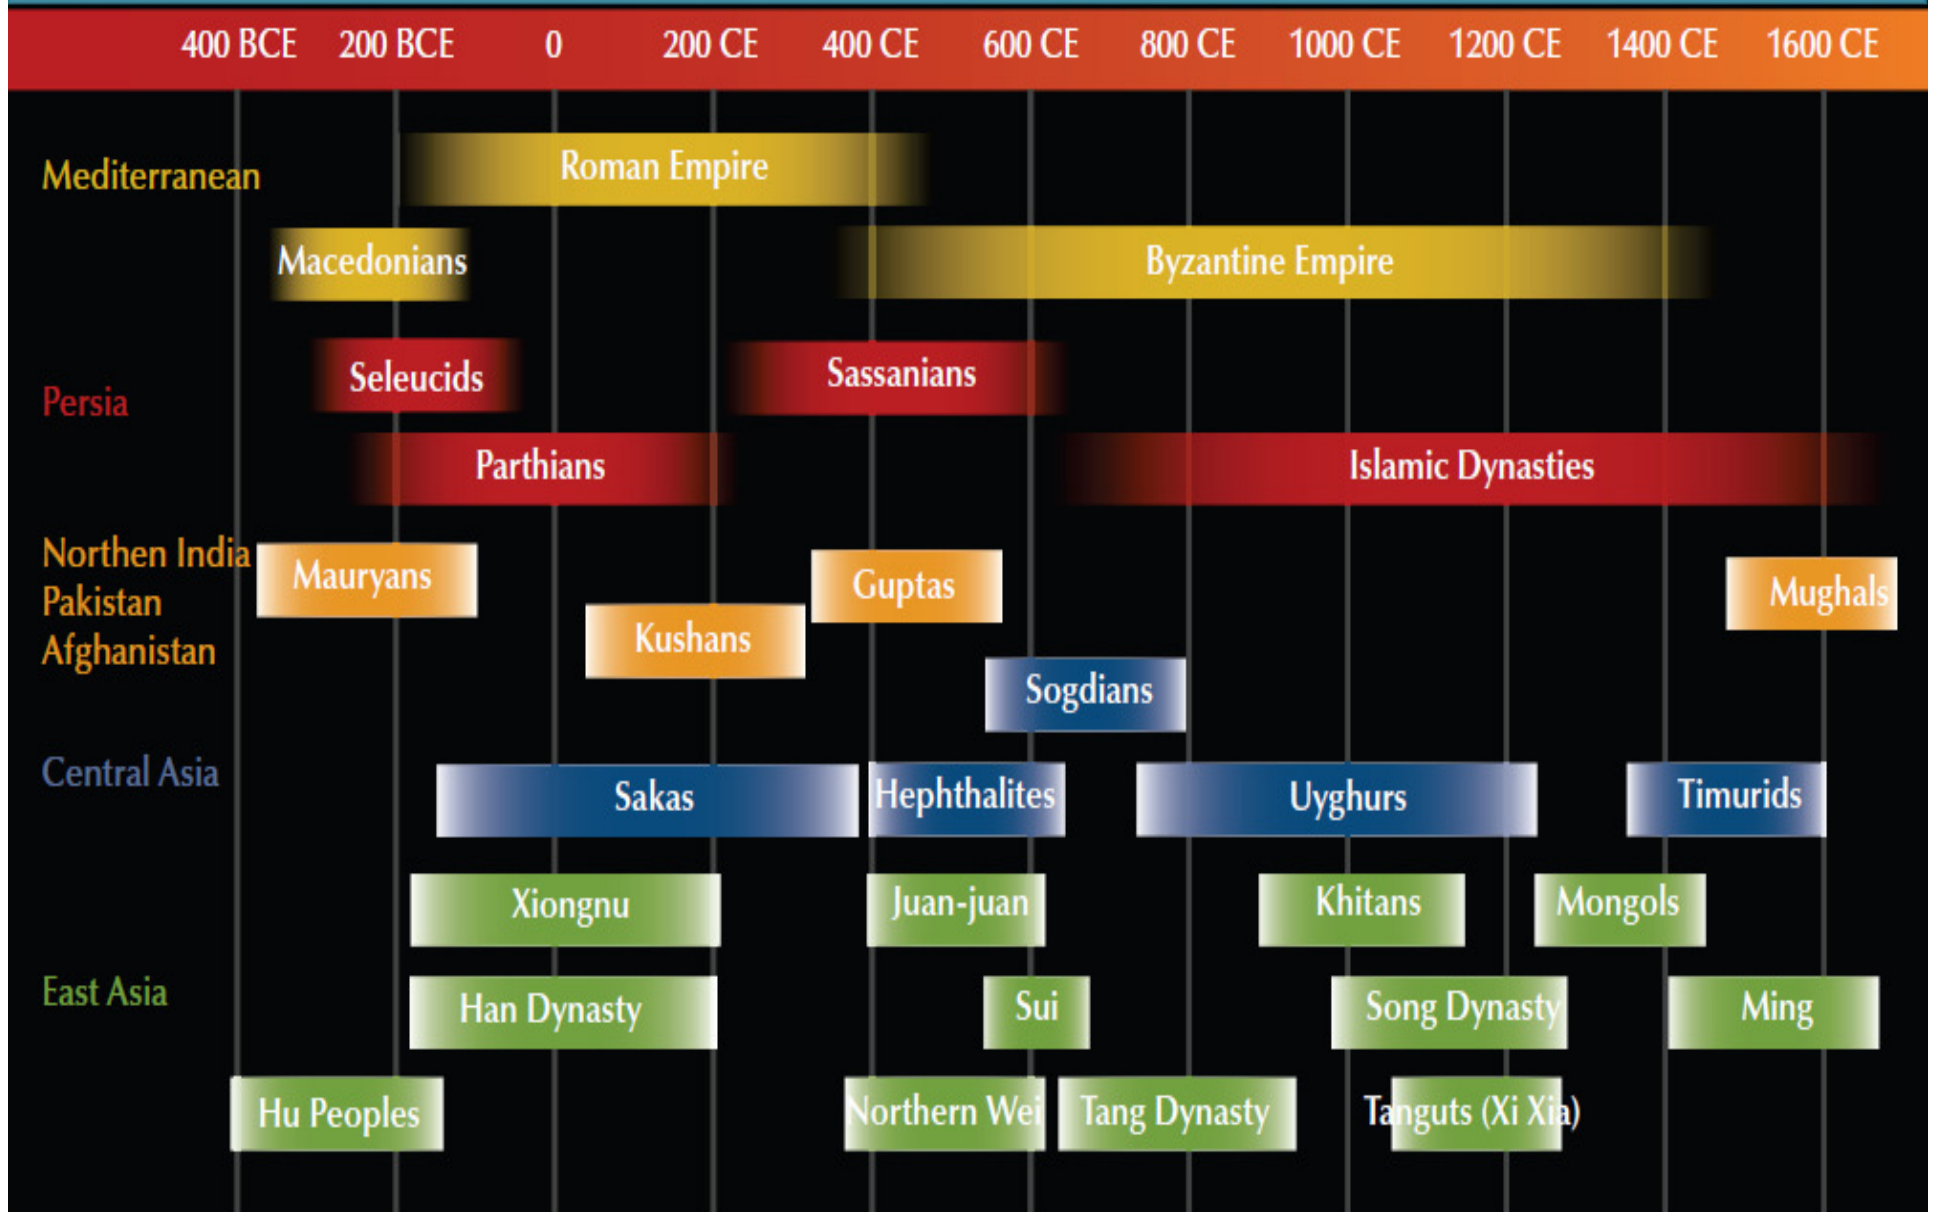 400 BCE 200 BCE 0 200 CE 400 CE 600 CE 800 CE 1000 CE 1200 CE 1400 CE 1600 CE
Mediterranean
Roman Empire
Macedonians
Byzantine Empire
Persia
Seleucids
Sassanians
Parthians
Islamic Dynasties
Northen India
Pakistan
Afghanistan
Mauryans
Guptas
Mughals
Kushans
Sogdians
Central Asia
Sakas
Hephthalites
Uyghurs
Timurids
Xiongnu
Juan-juan
Khitans
Mongols
East Asia
Han Dynasty
Sui
Song Dynasty
Ming
Hu Peoples
Northern Wei
Tang Dynasty
Tanguts (Xi Xia)